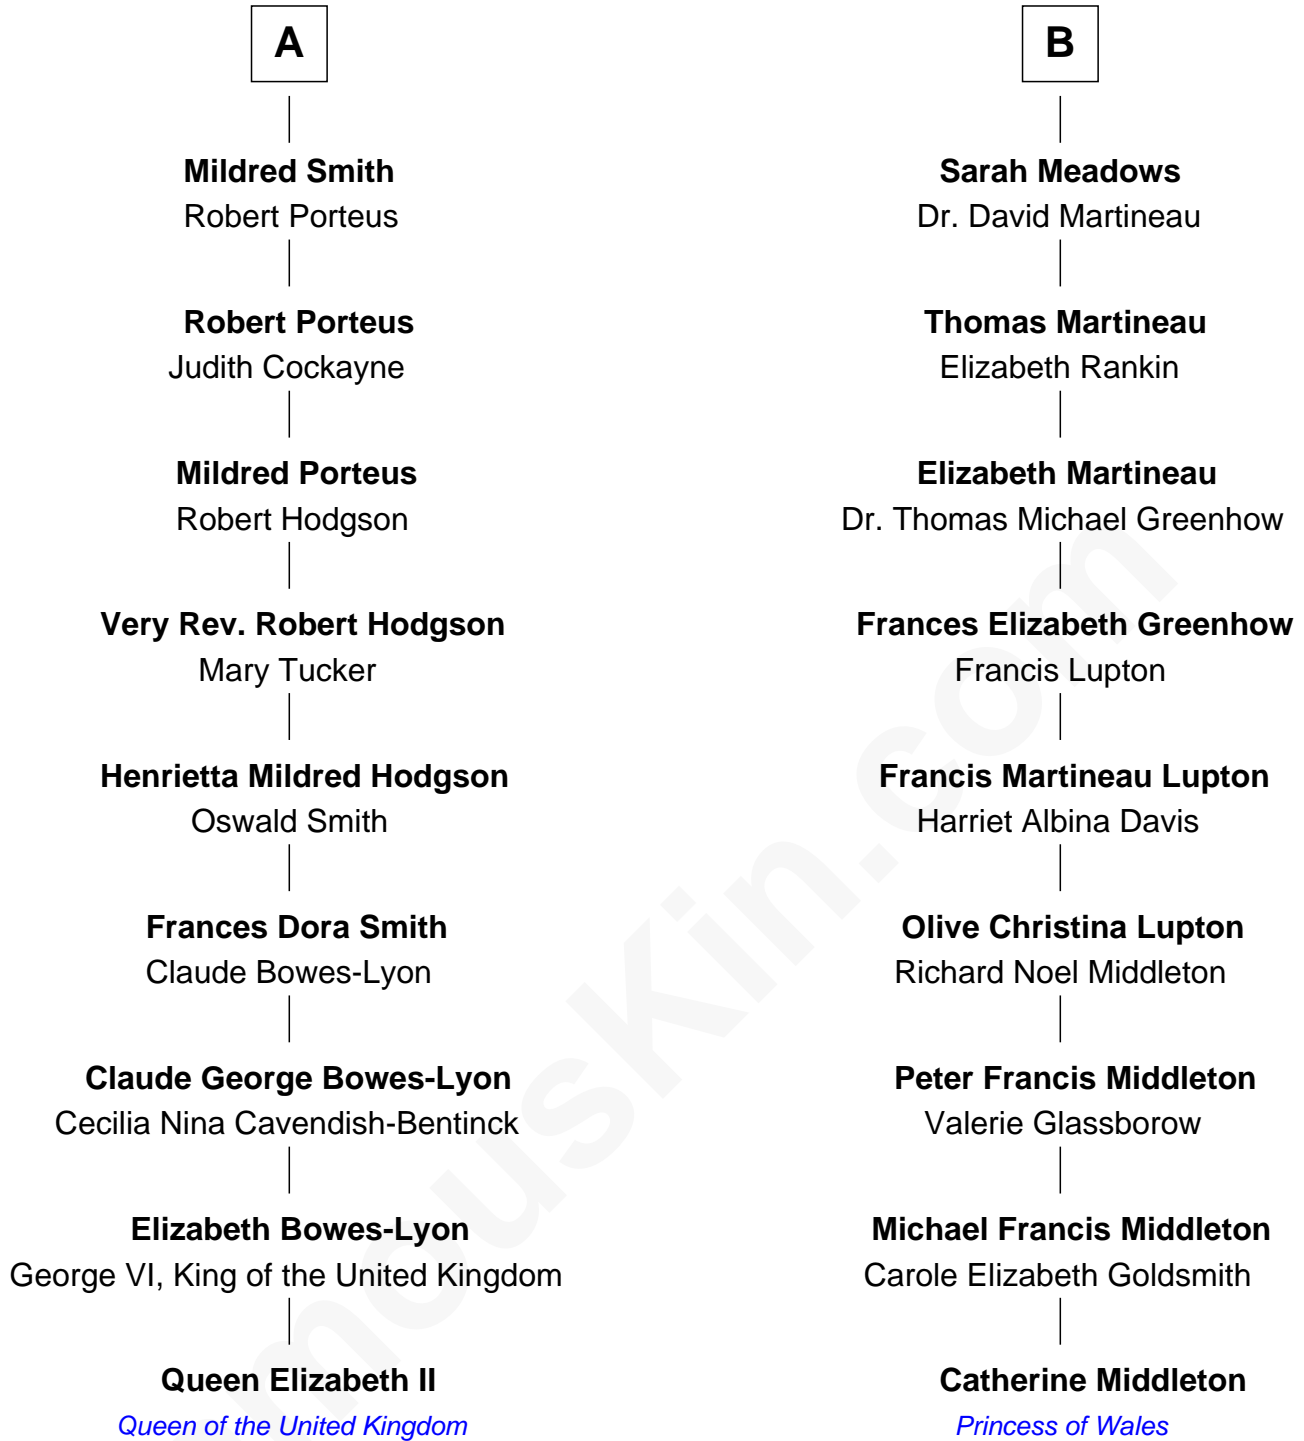 A
Mildred Smith
Robert Porteus
Robert Porteus
Judith Cockayne
Mildred Porteus
Robert Hodgson
Very Rev. Robert Hodgson
Mary Tucker
Henrietta Mildred Hodgson
Oswald Smith
Frances Dora Smith
Claude Bowes-Lyon
Claude George Bowes-Lyon
Cecilia Nina Cavendish-Bentinck
Elizabeth Bowes-Lyon
George VI, King of the United Kingdom
Queen Elizabeth II
Queen of the United Kingdom
B
Sarah Meadows
Dr. David Martineau
Thomas Martineau
Elizabeth Rankin
Elizabeth Martineau
Dr. Thomas Michael Greenhow
Frances Elizabeth Greenhow
Francis Lupton
Francis Martineau Lupton
Harriet Albina Davis
Olive Christina Lupton
Richard Noel Middleton
Peter Francis Middleton
Valerie Glassborow
Michael Francis Middleton
Carole Elizabeth Goldsmith
Catherine Middleton
Princess of Wales
mousKin.com